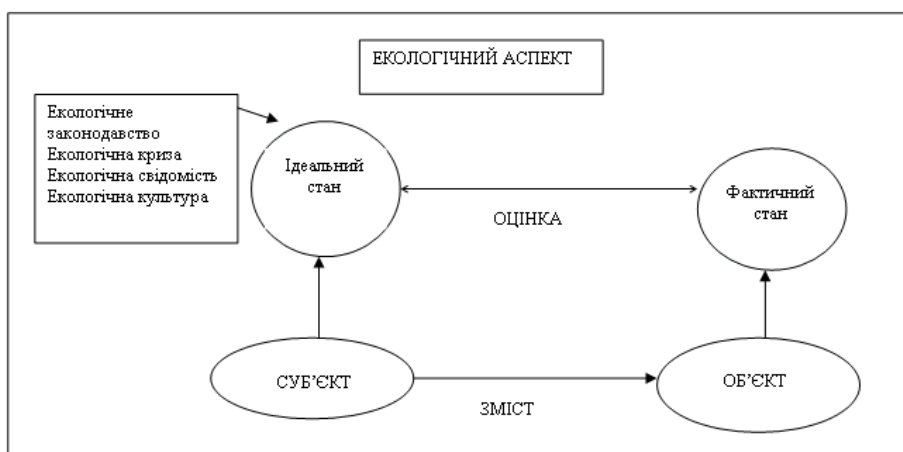 ЕКОЛОГІЧНИЙ АСПЕКТ
Екологічне
законодавство
Екологічна криза
Екологічна свідомість
Екологічна культура
Ідеальний
стан
Фактичний
стан
ОЦІНКА
СУБ’ЄКТ
ОБ’ЄКТ
ЗМІСТ